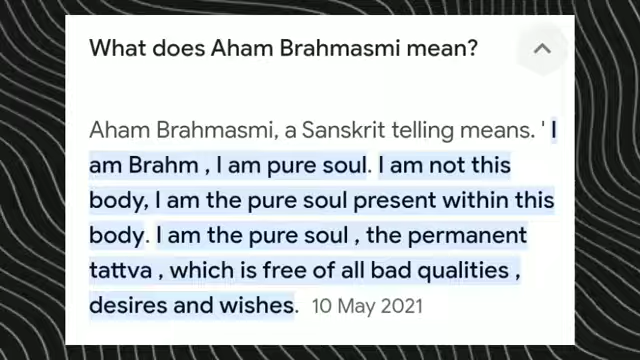 What does Aham Brahmasmi mean?
Aham Brahmasmi, a Sanskrit telling means. ' I
am Brahm , I am pure soul. I am not this
body, I am the pure soul present within this
body. I am the pure soul , the permanent
tattva , which is free of all bad qualities ,
desires and wishes. 10 May 2021